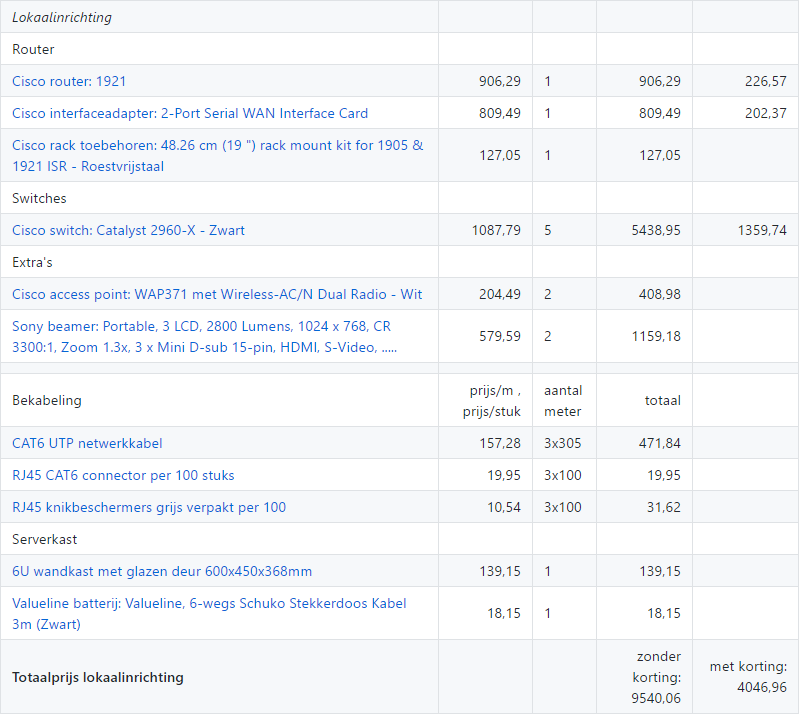 Lokaalinrichting
Router
Cisco router: 1921 906,29 1 906,29 226,57
Cisco interfaceadapter: 2-Port Serial WAN Interface Card 809,49 1 809,49 202,37
Cisco rack toebehoren: 48.26 cm (19 ") rack mount kit for 1905 &
1921 ISR - Roestvrijstaal 127,05 1 127,05
Switches
Cisco switch: Catalyst 2960-X - Zwart 1087,79 5 5438,95 1359,74
Extra's
Cisco access point: WAP371 met Wireless-AC/N Dual Radio - Wit 204,49 2 408,98
Sony beamer: Portable, 3 LCD, 2800 Lumens, 1024 x 768, CR
3300:1, Zoom 1.3x, 3 x Mini D-sub 15-pin, HDMI, S-Video, ..... 579,59 2 1159,18
Bekabeling prijs/m , prijs/stuk aantal meter totaal
CAT6 UTP netwerkkabel 157,28 3x305 471,84
RJ45 CAT6 connector per 100 stuks 19,95 3x100 19,95
RJ45 knikbeschermers grijs verpakt per 100 10,54 3x100 31,62
Serverkast
6U wandkast met glazen deur 600x450x368mm 139,15 1 139,15
Valueline batterij: Valueline, 6-wegs Schuko Stekkerdoos Kabel
3m (Zwart) 18,15 1 18,15
Totaalprijs lokaalinrichting zonder korting: 9540,06 met korting: 4046,96